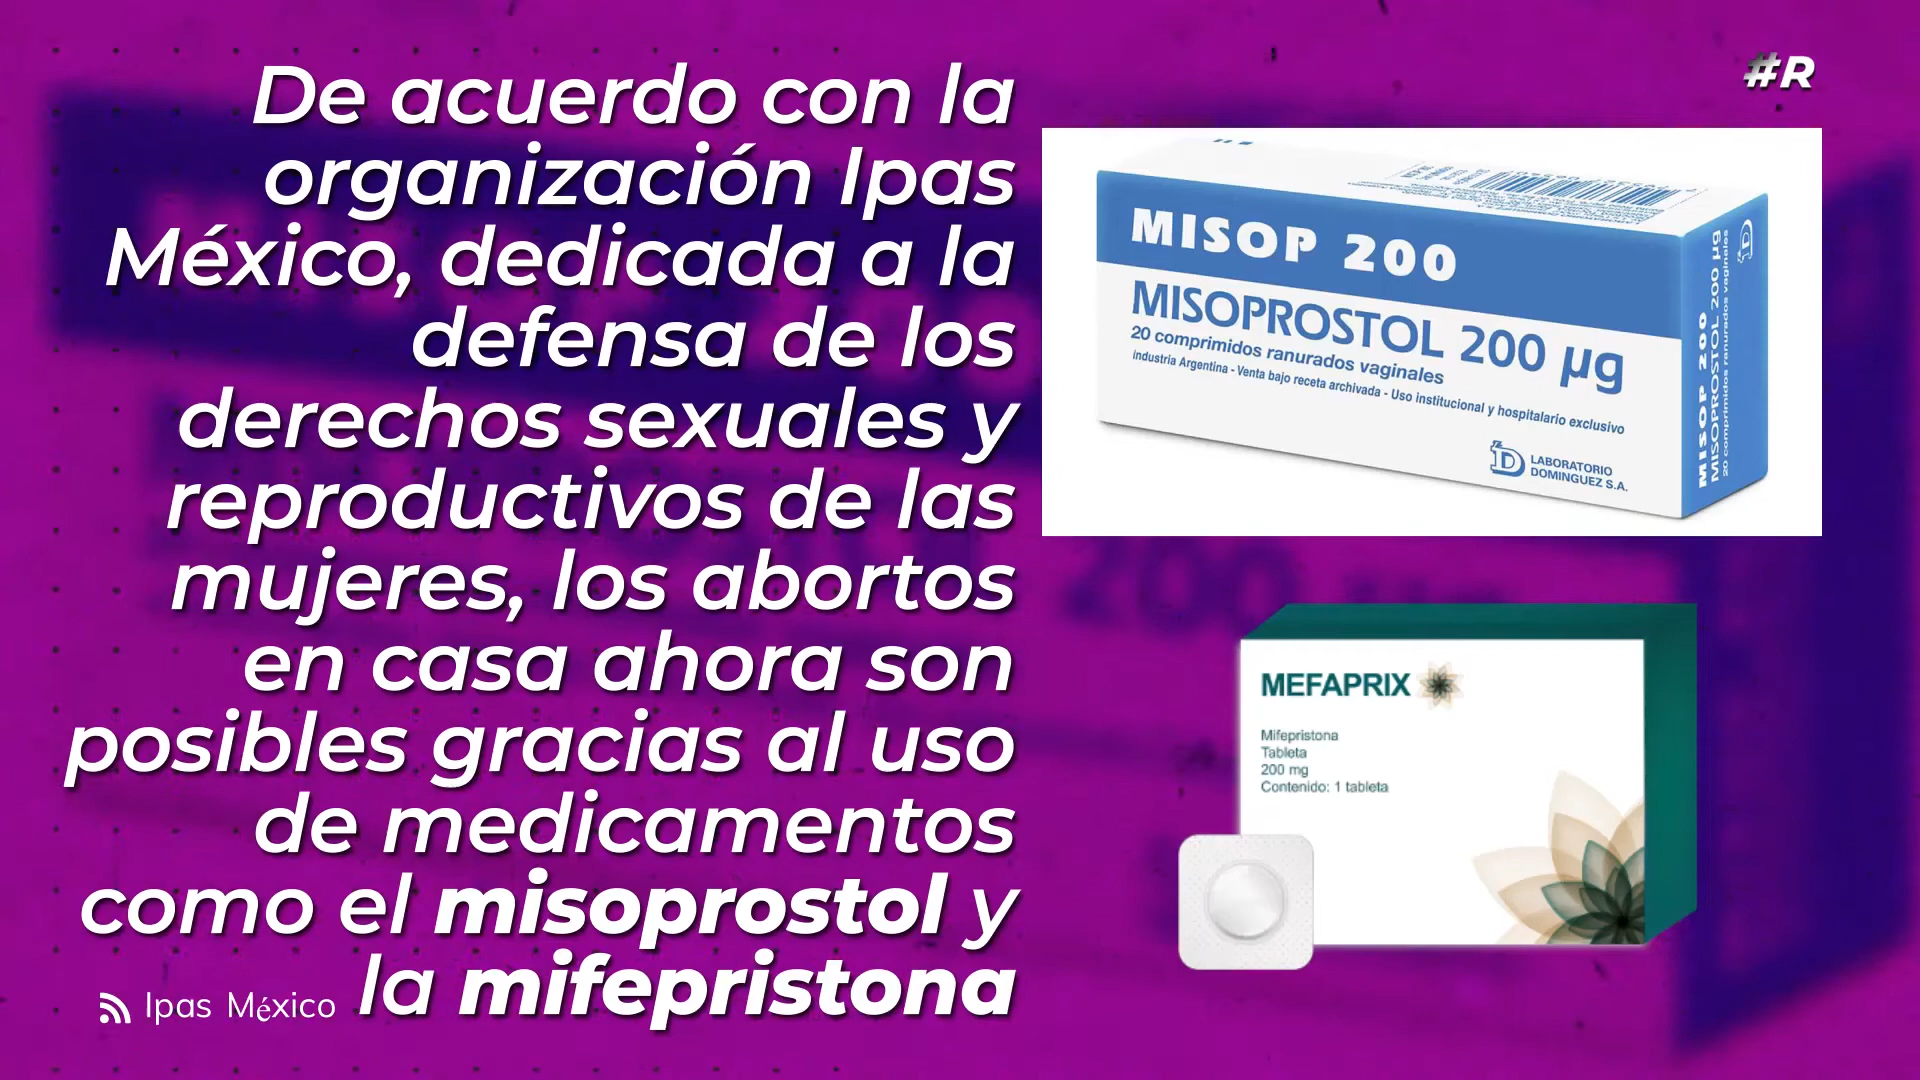 De acuerdo con la
organización Ipas
México, dedicada a la
defensa de los
derechos sexuales y
reproductivos de las
mujeres, los abortos
en casa ahora son
posibles gracias al uso
de medicamentos
como el misoprostol y
la mifepristona
Ipas México
#R
MISOP 200
MISOPROSTOL 200 µg
20 comprimidos ranurados vaginales
industria Argentina - Venta bajo receta archivada - Uso institucional y hospitalario exclusivo
LABORATORIO
DOMINGUEZ S.A.
MISOP 200
MISOPROSTOL 200 µg
20 comprimidos ranurados vaginales
MEFAPRIX
Mifepristona
Tableta
200 mg
Contenido: 1 tableta